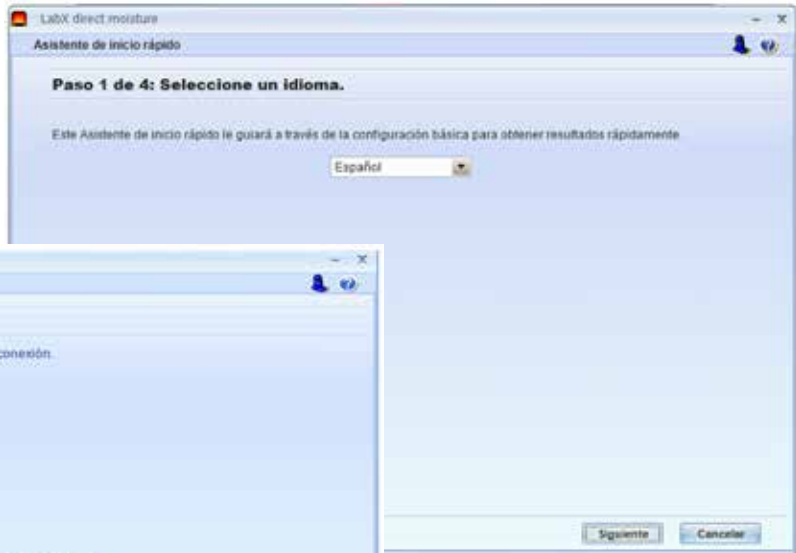 LabX direct moisture
Asistente de inicio rápido
Paso 1 de 4: Seleccione un idioma.
Este Asistente de inicio rápido le guiará a través de la configuración básica para obtener resultados rápidamente
Español
conexión.
Siguiente
Cancelar